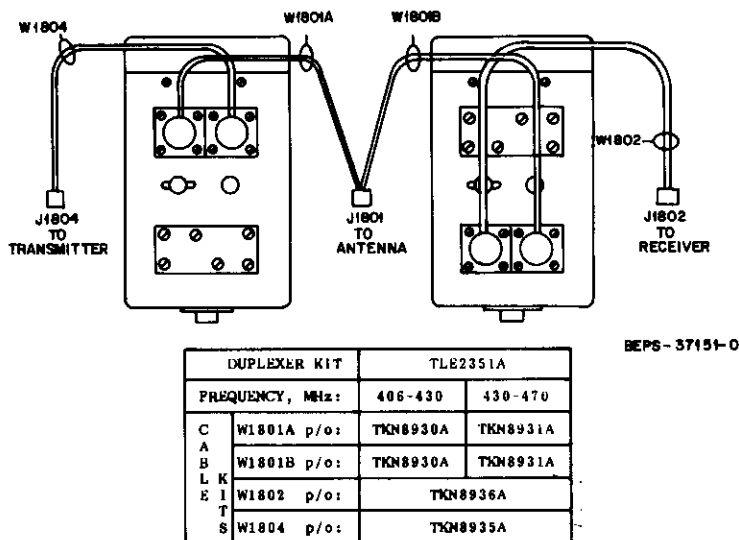 W1804
W1801A
W1801B
W1802
J1804
TO
TRANSMITTER
J1801
TO
ANTENNA
J1802
TO
RECEIVER
BEPS-37151-O
DUPLEXER KIT TLE2351A
FREQUENCY, MHz: 406-430 430-470
CABLE KITS
W1801A p/o: TKN8930A TKN8931A
W1801B p/o: TKN8930A TKN8931A
W1802 p/o: TKN8936A
W1804 p/o: TKN8935A